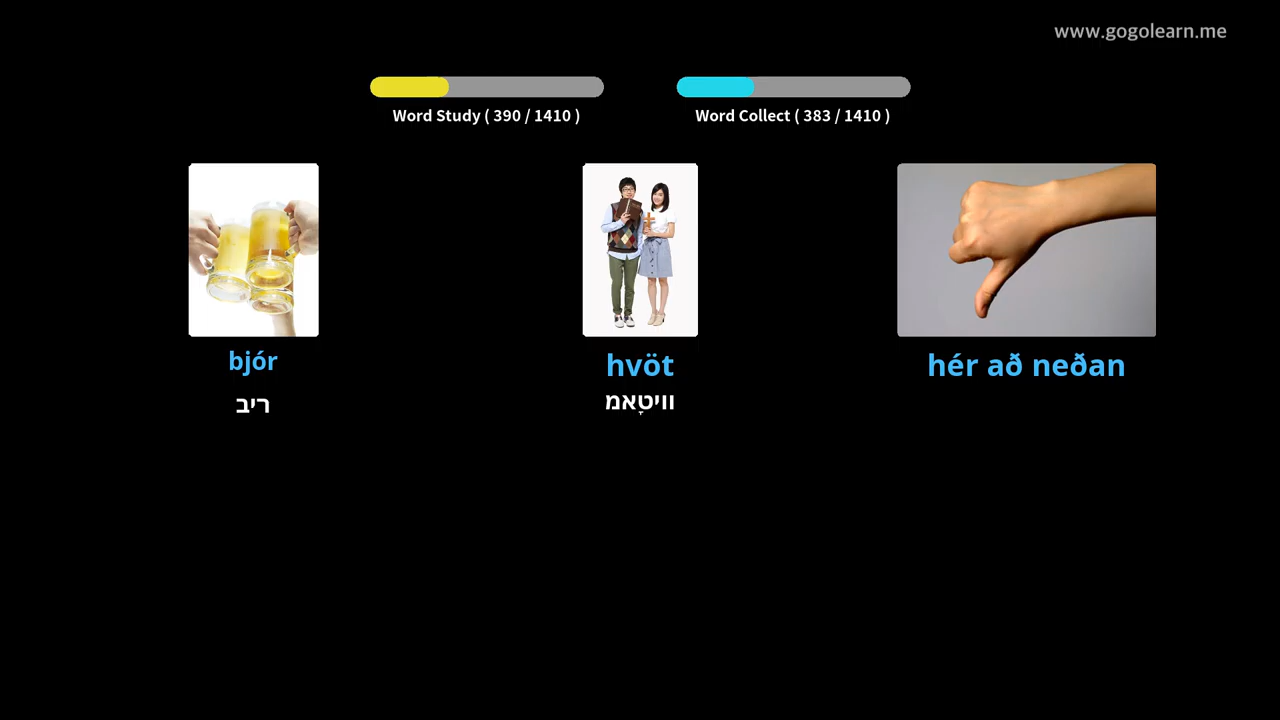 www.gogolearn.me
Word Study ( 390 / 1410 )
Word Collect ( 383 / 1410 )
bjór
ריב
hvöt
וויטָאמ
hér að neðan